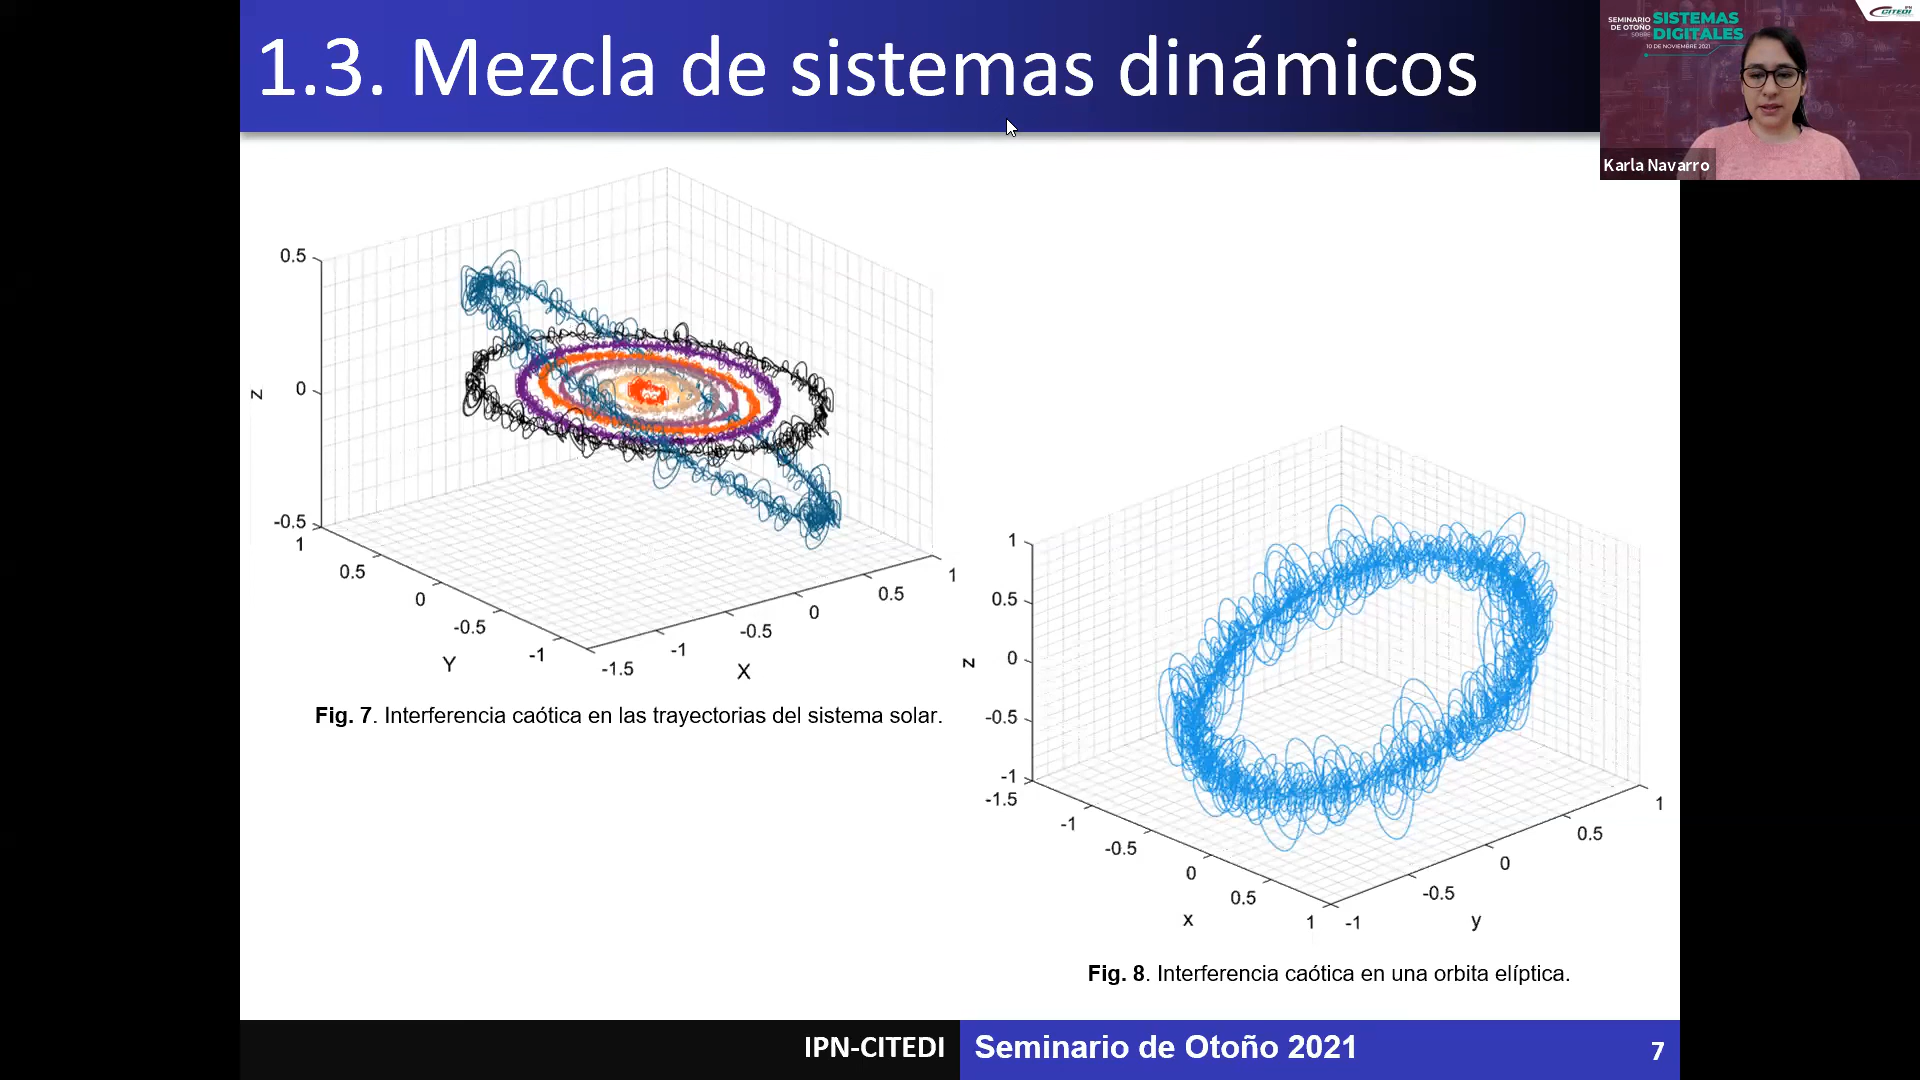 1.3. Mezcla de sistemas dinámicos
SEMINARIO
DE OTOÑO
SOBRE
SISTEMAS
DIGITALES
10 DE NOVIEMBRE 2021
CITEDI
Karla Navarro
0.5
0
-0.5
z
1
0.5
0
-0.5
-1
Y
-1.5
-1
-0.5
0
0.5
1
X
Fig. 7. Interferencia caótica en las trayectorias del sistema solar.
1
0.5
0
-0.5
-1
z
-1.5
-1
-0.5
0
0.5
1
x
-1
-0.5
0
0.5
1
y
Fig. 8. Interferencia caótica en una orbita elíptica.
IPN-CITEDI
Seminario de Otoño 2021
7